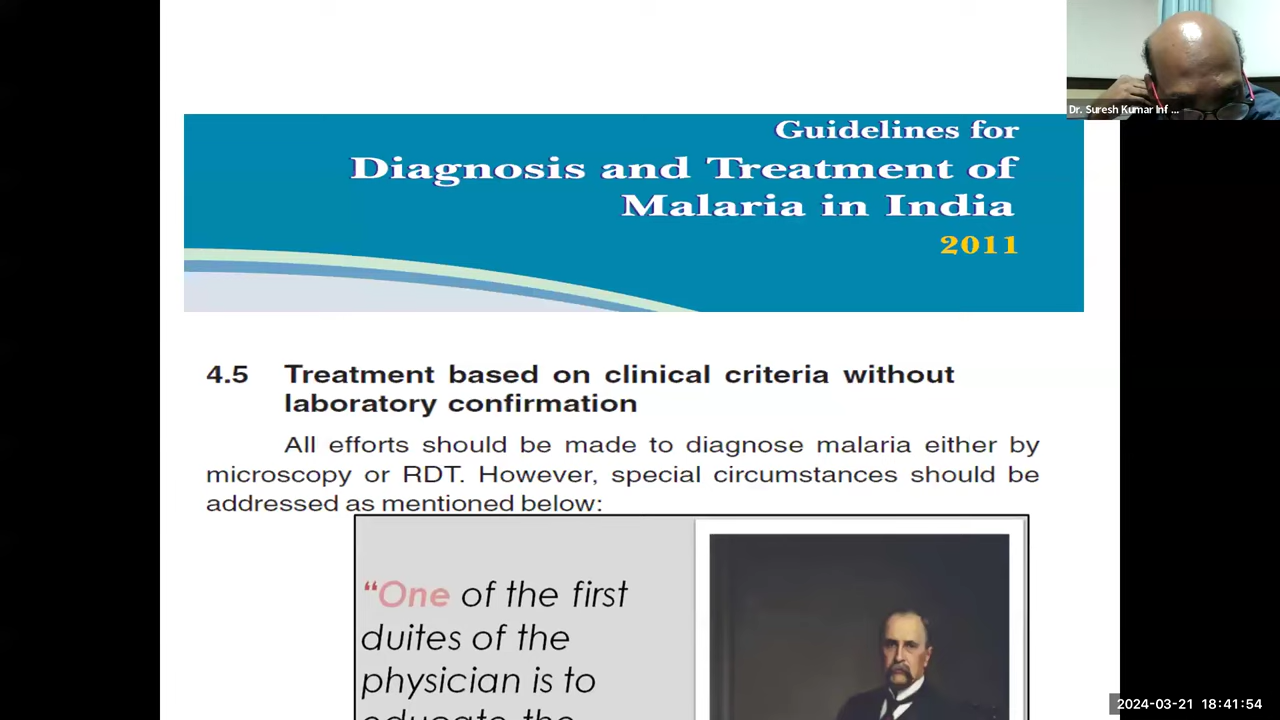 Guidelines for
Diagnosis and Treatment of
Malaria in India
2011
Dr. Suresh Kumar Inf ...
4.5 Treatment based on clinical criteria without
laboratory confirmation
All efforts should be made to diagnose malaria either by
microscopy or RDT. However, special circumstances should be
addressed as mentioned below:
“One of the first
duites of the
physician is to
educate the
2024-03-21 18:41:54